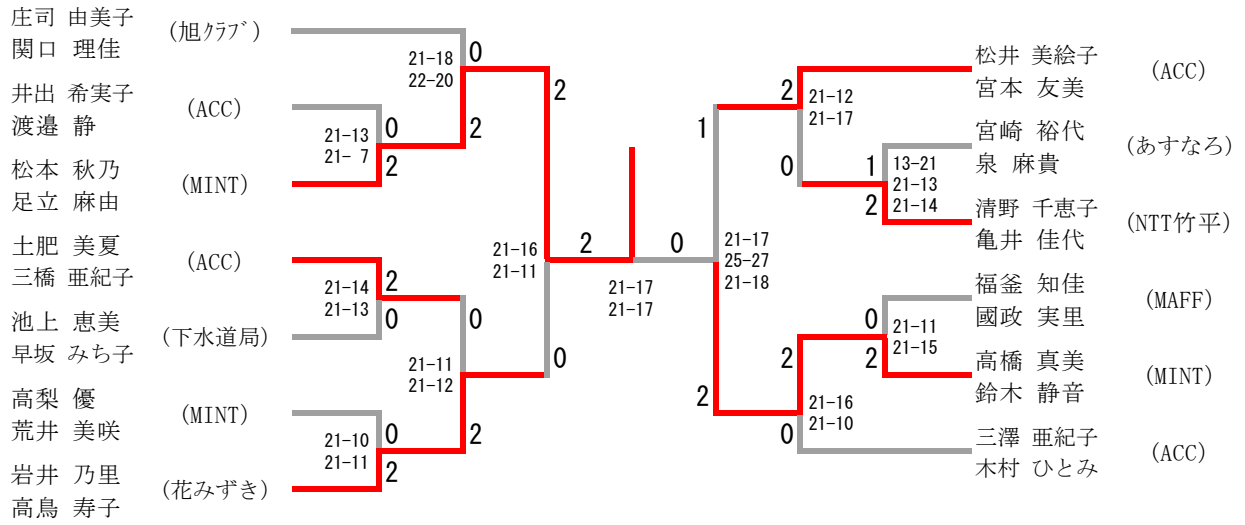 庄司 由美子
関口 理佳
(旭クラブ)
井出 希実子
渡邉 静
(ACC)
松本 秋乃
足立 麻由
(MINT)
土肥 美夏
三橋 亜紀子
(ACC)
池上 恵美
早坂 みち子
(下水道局)
高梨 優
荒井 美咲
(MINT)
岩井 乃里
高鳥 寿子
(花みずき)
21-18
22-20
0
2
21-13
21- 7
0
2
21-14
21-13
2
0
21-11
21-12
0
2
21-10
21-11
0
2
2
21-16
21-11
0
2
0
21-17
21-17
1
21-17
25-27
21-18
2
2
21-12
21-17
0
1
13-21
21-13
21-14
2
0
21-11
21-15
2
2
21-16
21-10
0
松井 美絵子
宮本 友美
(ACC)
宮崎 裕代
泉 麻貴
(あすなろ)
清野 千恵子
亀井 佳代
(NTT竹平)
福釜 知佳
國政 実里
(MAFF)
高橋 真美
鈴木 静音
(MINT)
三澤 亜紀子
木村 ひとみ
(ACC)